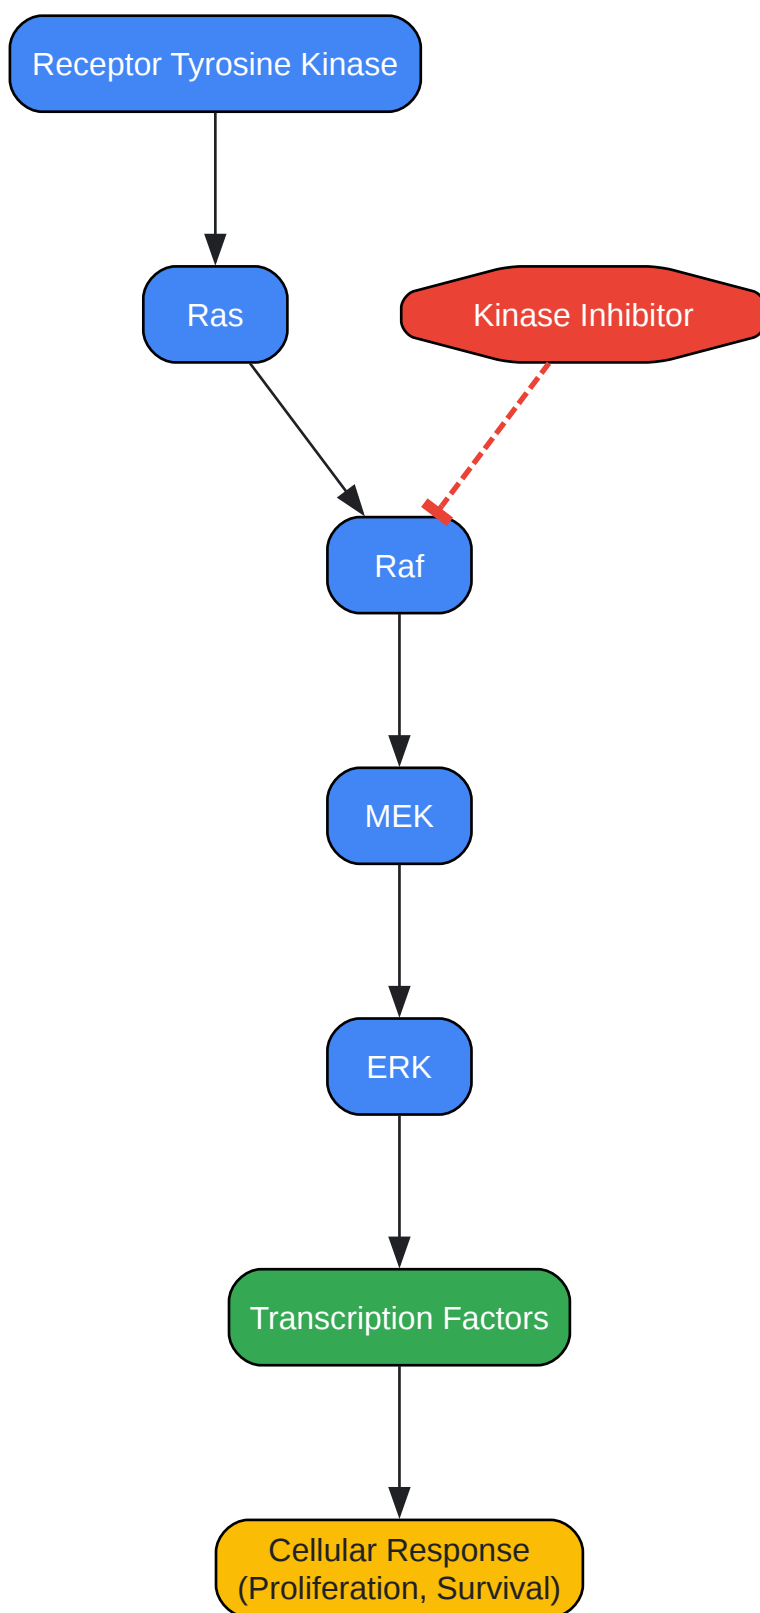 Receptor Tyrosine Kinase
Ras
Kinase Inhibitor
Raf
MEK
ERK
Transcription Factors
Cellular Response
(Proliferation, Survival)